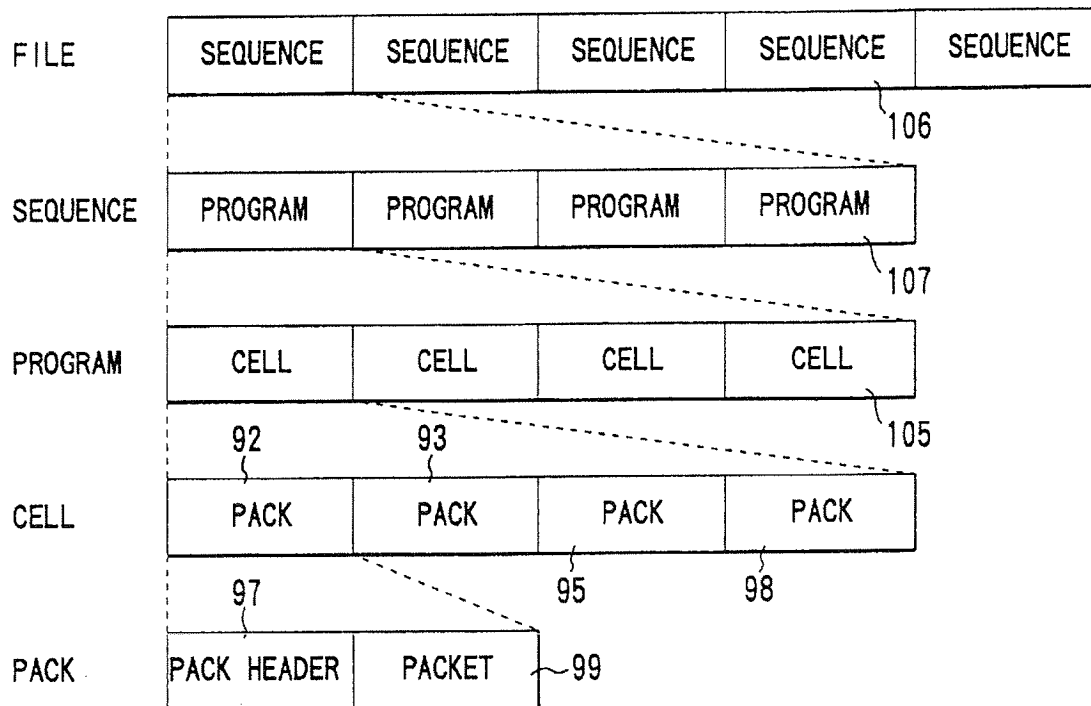 FILE SEQUENCE SEQUENCE SEQUENCE SEQUENCE SEQUENCE
106
SEQUENCE PROGRAM PROGRAM PROGRAM PROGRAM
107
PROGRAM CELL CELL CELL CELL
105
92 93
CELL PACK PACK PACK PACK
97 95 98
PACK PACK HEADER PACKET 99